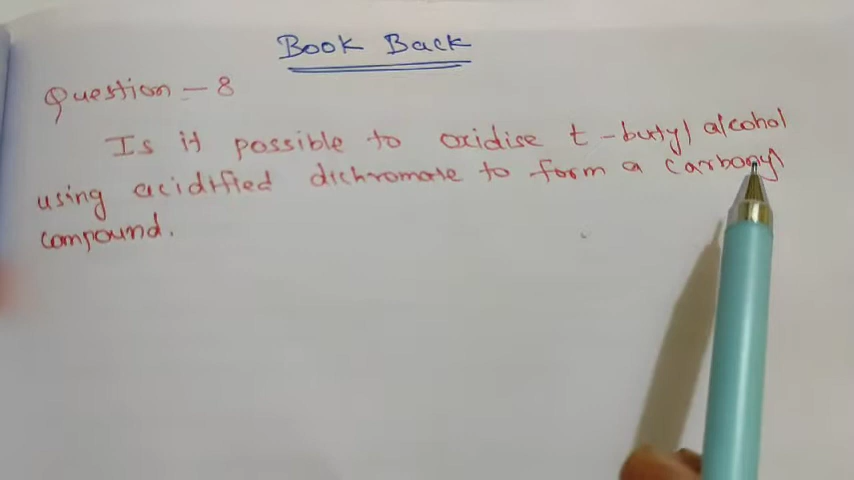 Book Back
Question - 8
Is it possible to oxidise t-butyl alcohol
using acidified dichromate to form a carbonyl
compound.